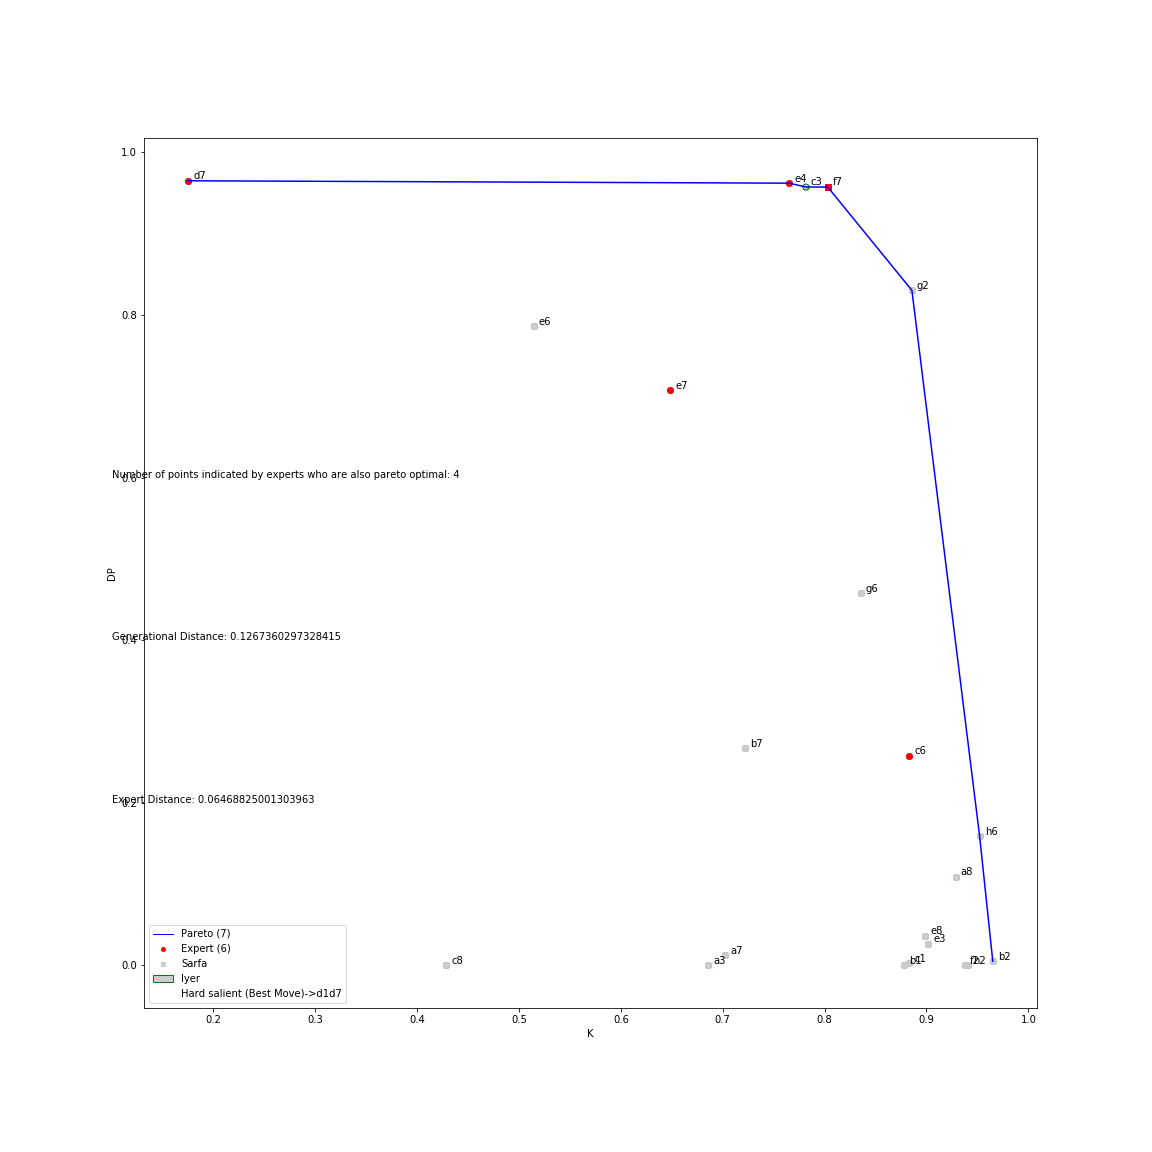 1.0
d7
e4
c3
f7
g2
0.8
e6
e7
Number of points indicated by experts who are also pareto optimal: 4
0.6
DP
g6
Generational Distance: 0.1267360297328415
0.4
b7
c6
Expert Distance: 0.06468825001303963
0.2
h6
a8
e8
e3
a7
b2
c8
a3
b1
f2
0.0
Pareto (7)
Expert (6)
Sarfa
Iyer
Hard salient (Best Move)->d1d7
0.2 0.3 0.4 0.5 0.6 0.7 0.8 0.9 1.0
K